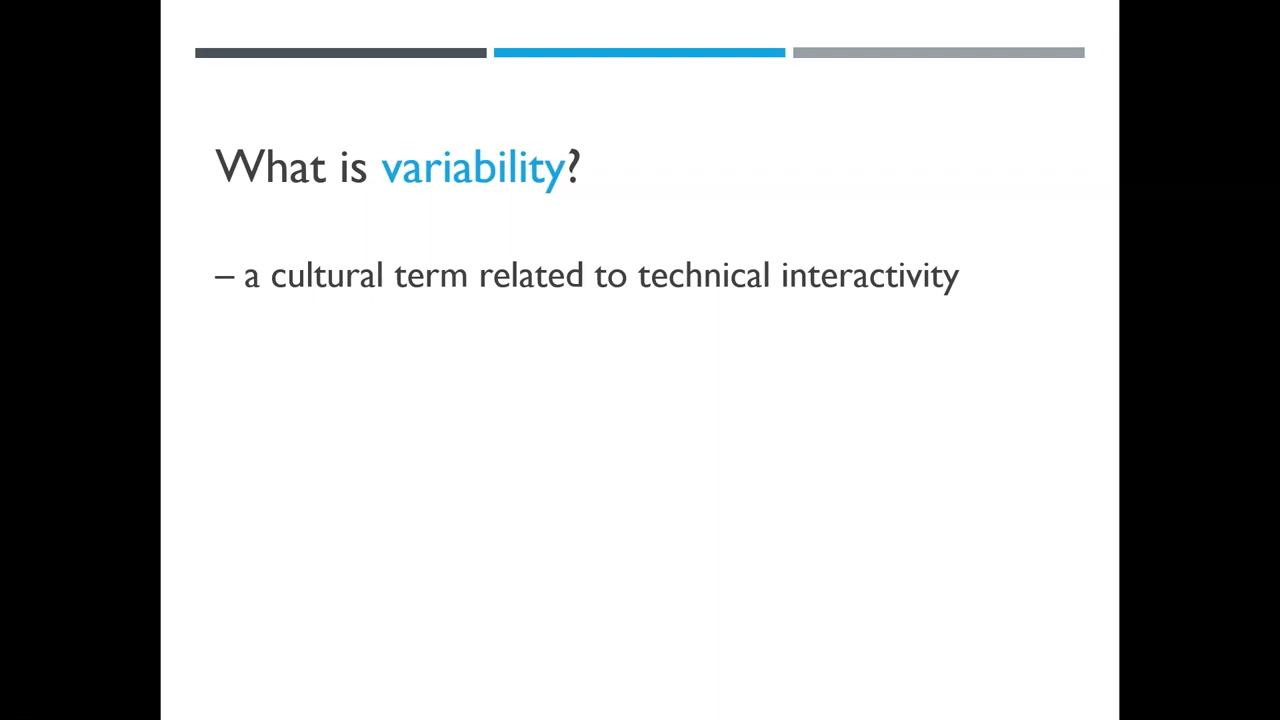 What is variability?
– a cultural term related to technical interactivity